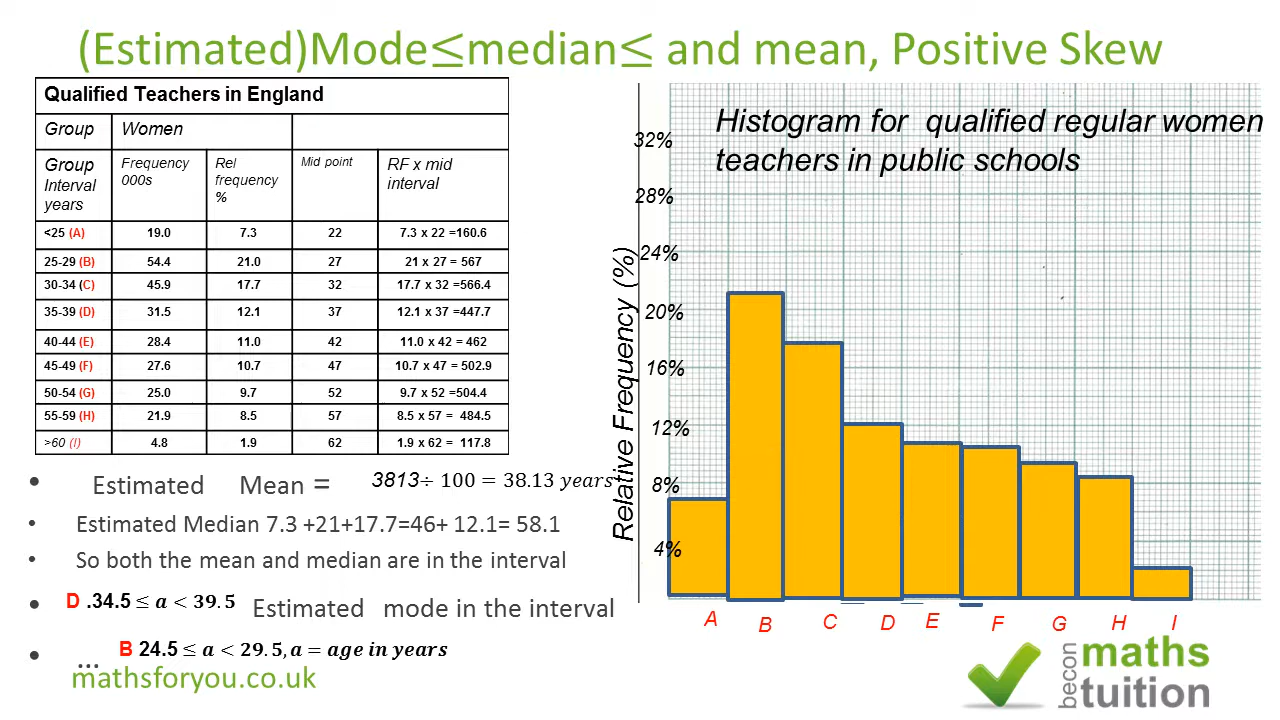 (Estimated)Mode≤median≤ and mean, Positive Skew
Qualified Teachers in England
Group Women
Group Interval years Frequency 000s Rel frequency % Mid point RF x mid interval
<25 (A) 19.0 7.3 22 7.3 x 22 =160.6
25-29 (B) 54.4 21.0 27 21 x 27 = 567
30-34 (C) 45.9 17.7 32 17.7 x 32 =566.4
35-39 (D) 31.5 12.1 37 12.1 x 37 =447.7
40-44 (E) 28.4 11.0 42 11.0 x 42 = 462
45-49 (F) 27.6 10.7 47 10.7 x 47 = 502.9
50-54 (G) 25.0 9.7 52 9.7 x 52 =504.4
55-59 (H) 21.9 8.5 57 8.5 x 57 = 484.5
>60 (I) 4.8 1.9 62 1.9 x 62 = 117.8
• Estimated Mean = 3813÷ 100 = 38.13 years
• Estimated Median 7.3 +21+17.7=46+ 12.1= 58.1
• So both the mean and median are in the interval
• D .34.5 ≤ a < 39.5 Estimated mode in the interval
• ... B 24.5 ≤ a < 29.5, a = age in years
mathsforyou.co.uk
Histogram for qualified regular women
teachers in public schools
Relative Frequency (%)
32%
28%
24%
20%
16%
12%
8%
4%
A B C D E F G H I
becon maths
tuition